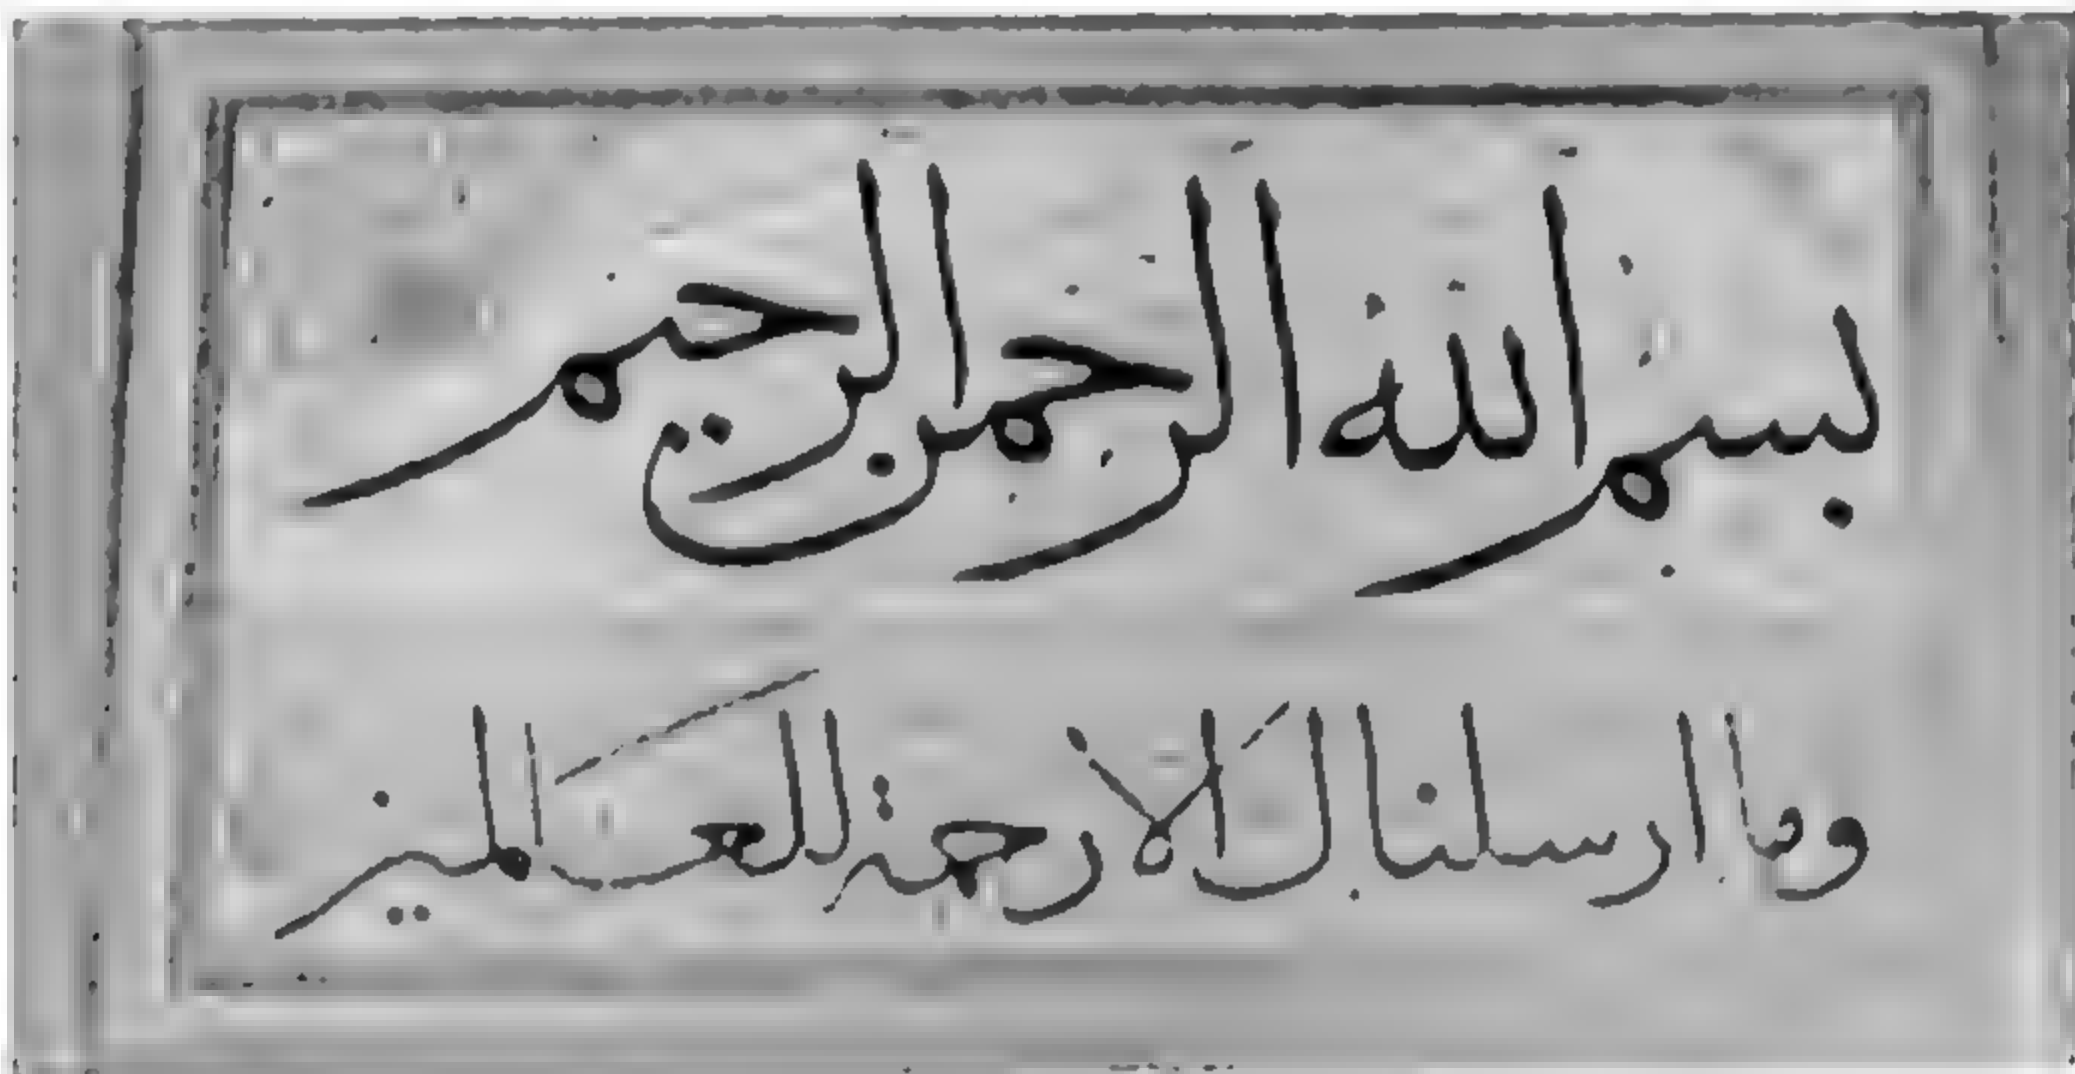 بسم الله الرحمن الرحيم
وما ارسلناك الا رحمة للعالمين